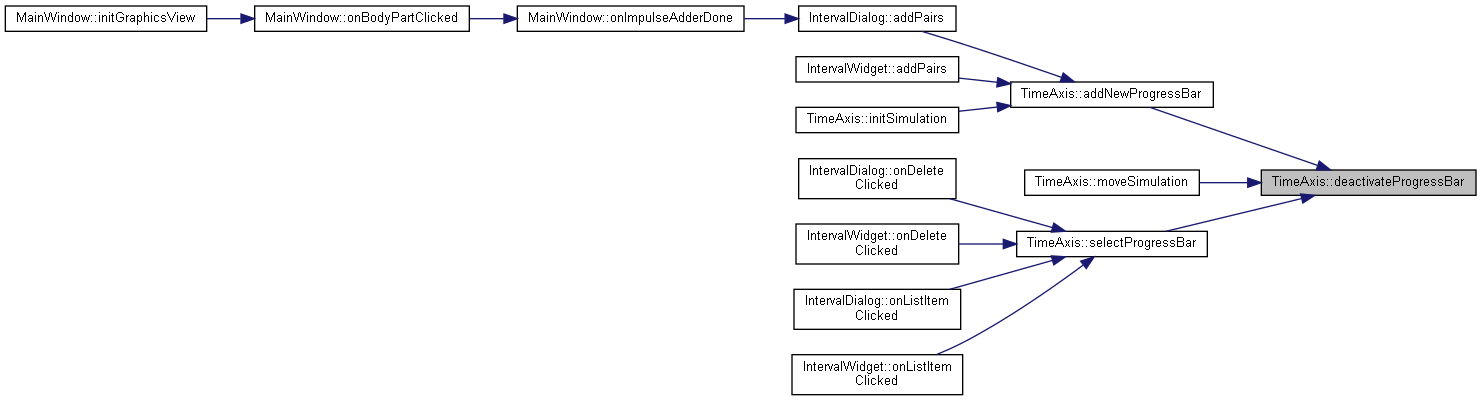 MainWindow::initGraphicsView
MainWindow::onBodyPartClicked
MainWindow::onImpulseAdderDone
IntervalDialog::addPairs
IntervalWidget::addPairs
TimeAxis::addNewProgressBar
TimeAxis::initSimulation
IntervalDialog::onDelete
Clicked
TimeAxis::moveSimulation
TimeAxis::deactivateProgressBar
IntervalWidget::onDelete
Clicked
TimeAxis::selectProgressBar
IntervalDialog::onListItem
Clicked
IntervalWidget::onListItem
Clicked